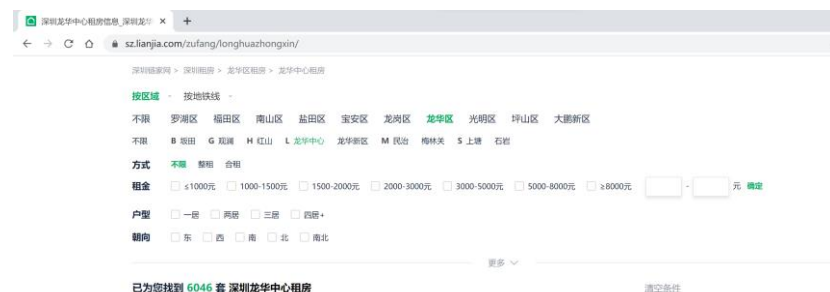 深圳龙华中心租房信息_深圳龙华
sz.lianjia.com/zufang/longhuazhongxin/
深圳链家网 > 深圳租房 > 龙华区租房 > 龙华中心租房
按区域 按地铁线
不限 罗湖区 福田区 南山区 盐田区 宝安区 龙岗区 龙华区 光明区 坪山区 大鹏新区
不限 B 坂田 G 观澜 H 红山 L 龙华中心 龙华新区 M 民治 梅林关 S 上塘 石岩
方式 不限 整租 合租
租金 ≤1000元 1000-1500元 1500-2000元 2000-3000元 3000-5000元 5000-8000元 ≥8000元 - 元 确定
户型 一居 两居 三居 四居+
朝向 东 西 南 北 南北
更多
已为您找到 6046 套 深圳龙华中心租房 清空条件